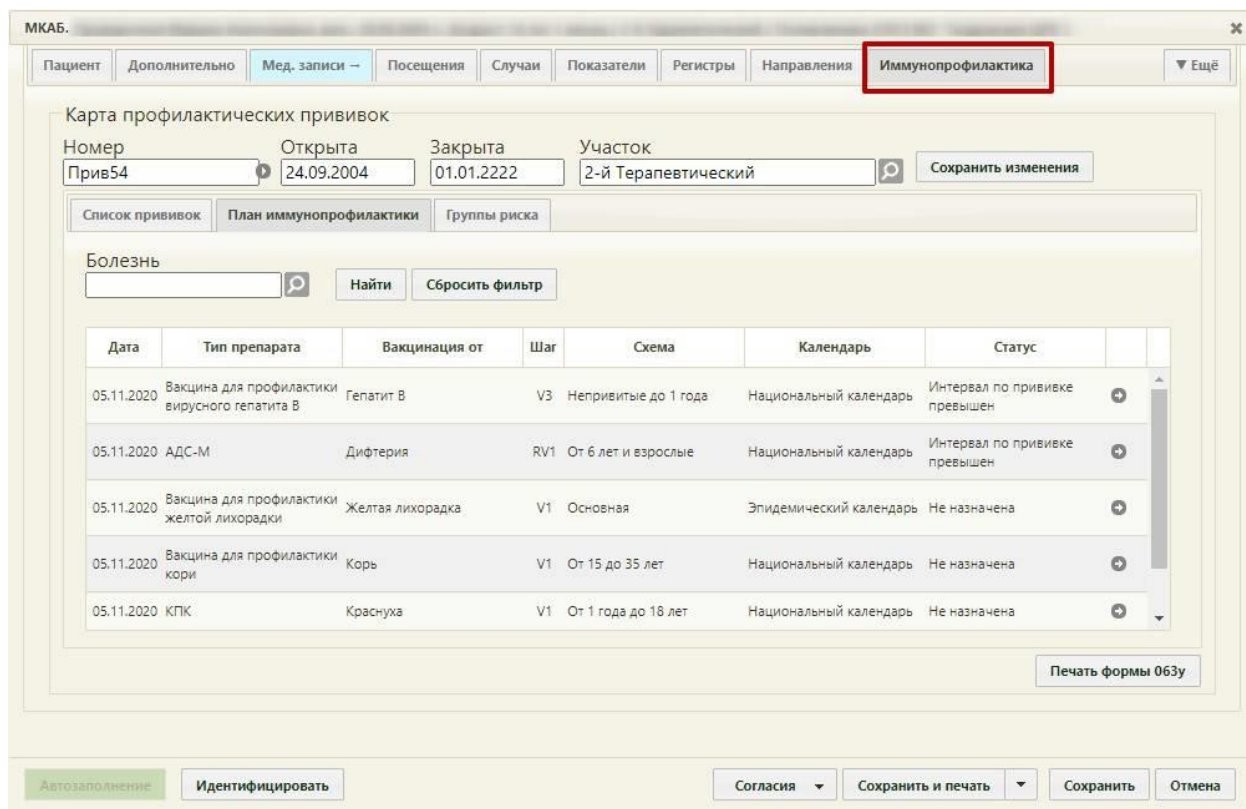 МКАБ.
Пациент Дополнительно Мед. записи → Посещения Случаи Показатели Регистры Направления Иммунопрофилактика ▼ Ещё
Карта профилактических прививок
Номер Открыта Закрыта Участок
Прив54 24.09.2004 01.01.2222 2-й Терапевтический Сохранить изменения
Список прививок План иммунопрофилактики Группы риска
Болезнь
Найти Сбросить фильтр
Дата Тип препарата Вакцинация от Шаг Схема Календарь Статус
05.11.2020 Вакцина для профилактики вирусного гепатита В Гепатит В V3 Непривитые до 1 года Национальный календарь Интервал по прививке превышен
05.11.2020 АДС-М Дифтерия RV1 От 6 лет и взрослые Национальный календарь Интервал по прививке превышен
05.11.2020 Вакцина для профилактики желтой лихорадки Желтая лихорадка V1 Основная Эпидемический календарь Не назначена
05.11.2020 Вакцина для профилактики кори Корь V1 От 15 до 35 лет Национальный календарь Не назначена
05.11.2020 КПК Краснуха V1 От 1 года до 18 лет Национальный календарь Не назначена
Печать формы 063у
Автозаполнение Идентифицировать Согласия Сохранить и печать Сохранить Отмена